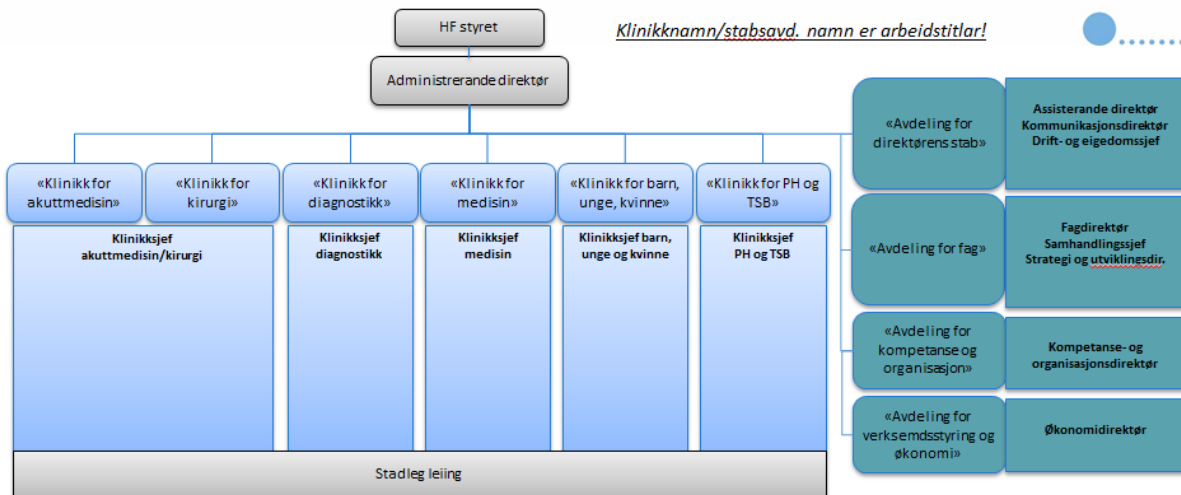 HF styret
Klinikknamn/stabsavd. namn er arbeidstitlar!
Administrerande direktør
«Klinikk for
akuttmedisin»
«Klinikk for
kirurgi»
«Klinikk for
diagnostikk»
«Klinikk for
medisin»
«Klinikk for barn,
unge, kvinne»
«Klinikk for PH og
TSB»
Klinikksjef
akuttmedisin/kirurgi
Klinikksjef
diagnostikk
Klinikksjef
medisin
Klinikksjef barn,
unge og kvinne
Klinikksjef
PH og TSB
Stadleg leiing
«Avdeling for
direktørens stab»
Assisterande direktør
Kommunikasjonsdirektør
Drift- og eigedomssjef
«Avdeling for fag»
Fagdirektør
Samhandlingssjef
Strategi og utviklingsdir.
«Avdeling for
kompetanse og
organisasjon»
Kompetanse- og
organisasjonsdirektør
«Avdeling for
verksemdsstyring og
økonomi»
Økonomidirektør